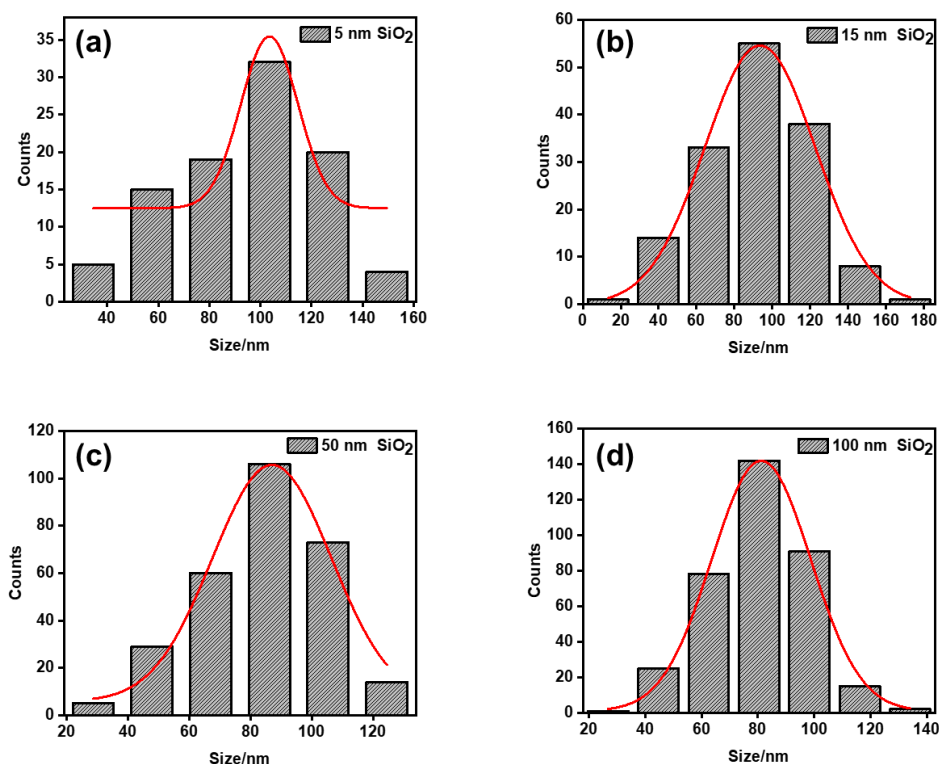 (a)
5 nm SiO2
35
30
25
20
15
10
5
0
Counts
40 60 80 100 120 140 160
Size/nm
(b)
15 nm SiO2
60
50
40
30
20
10
0
Counts
0 20 40 60 80 100 120 140 160 180
Size/nm
(c)
50 nm SiO2
120
100
80
60
40
20
0
Counts
20 40 60 80 100 120
Size/nm
(d)
100 nm SiO2
160
140
120
100
80
60
40
20
0
Counts
20 40 60 80 100 120 140
Size/nm